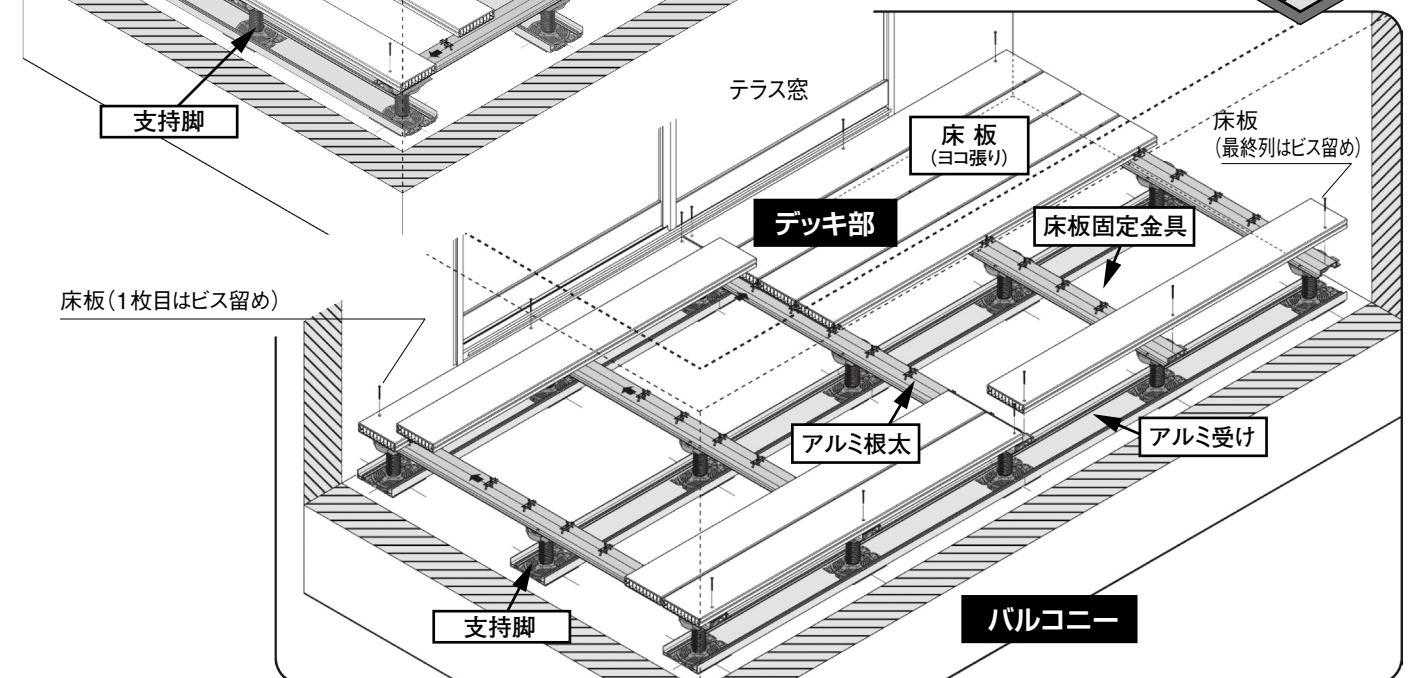 支持脚
テラス窓
床 板
(ヨコ張り)
床板
(最終列はビス留め)
デッキ部
床板固定金具
床板(1枚目はビス留め)
アルミ根太
アルミ受け
支持脚
バルコニー